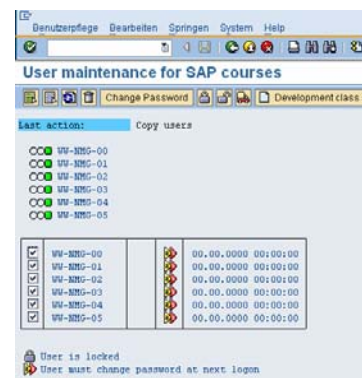 Benutzerpflege Bearbeiten Springen System Help
User maintenance for SAP courses
Change Password Development class
Last action: Copy users
WW-NMG-00
WW-NMG-01
WW-NMG-02
WW-NMG-03
WW-NMG-04
WW-NMG-05
WW-NMG-00 00.00.0000 00:00:00
WW-NMG-01 00.00.0000 00:00:00
WW-NMG-02 00.00.0000 00:00:00
WW-NMG-03 00.00.0000 00:00:00
WW-NMG-04 00.00.0000 00:00:00
WW-NMG-05 00.00.0000 00:00:00
User is locked
User must change password at next logon